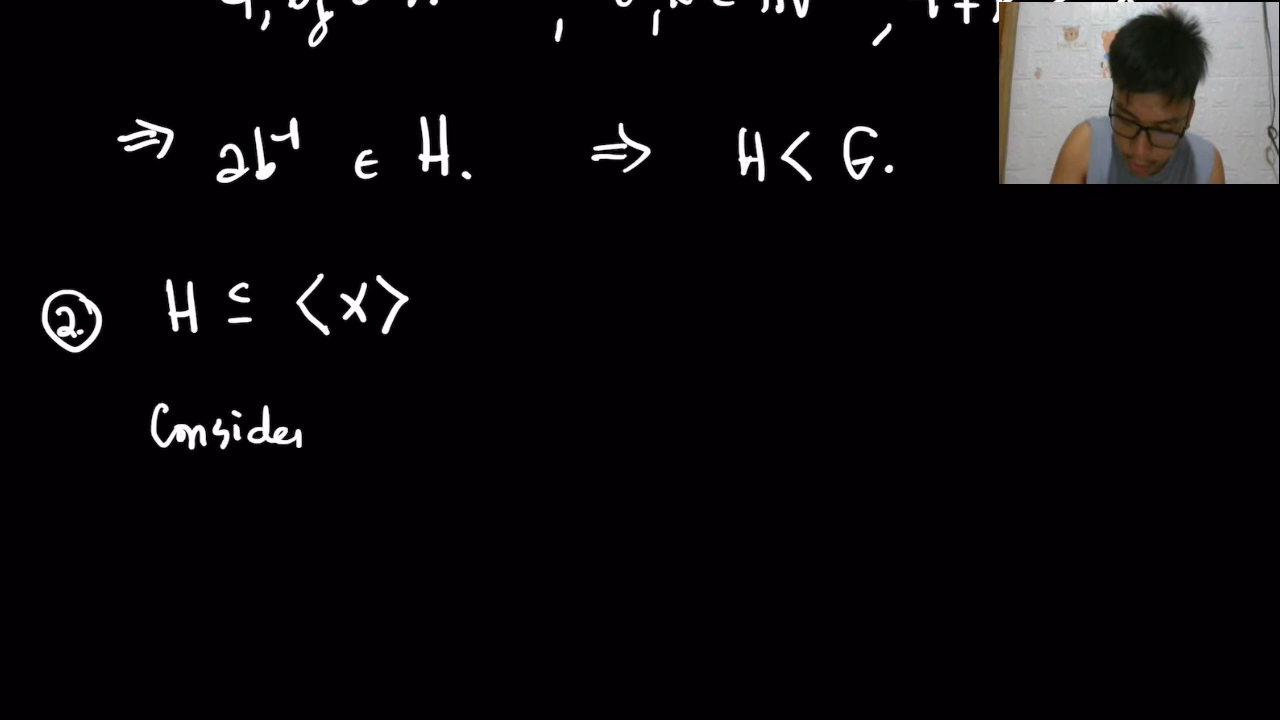 ⇒ ab⁻¹ ∈ H. ⇒ H < G.
2. H ⊆ ⟨X⟩
Consider